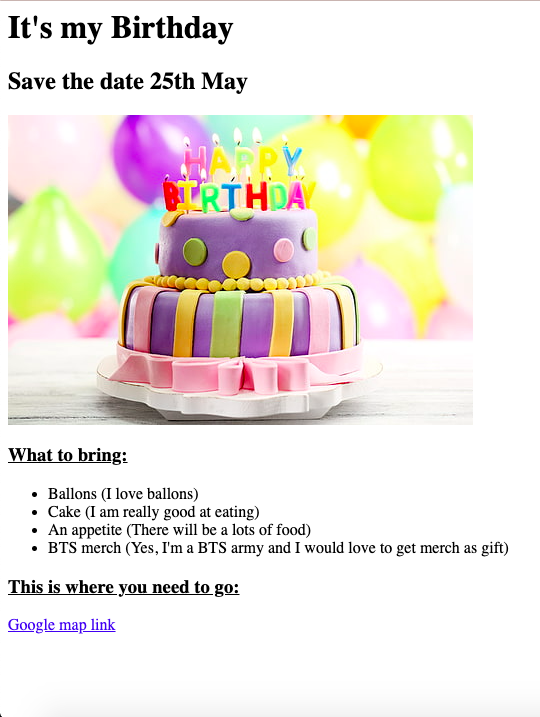 It's my Birthday
Save the date 25th May
HAPPY
BIRTHDAY
What to bring:
Ballons (I love ballons)
Cake (I am really good at eating)
An appetite (There will be a lots of food)
BTS merch (Yes, I'm a BTS army and I would love to get merch as gift)
This is where you need to go:
Google map link